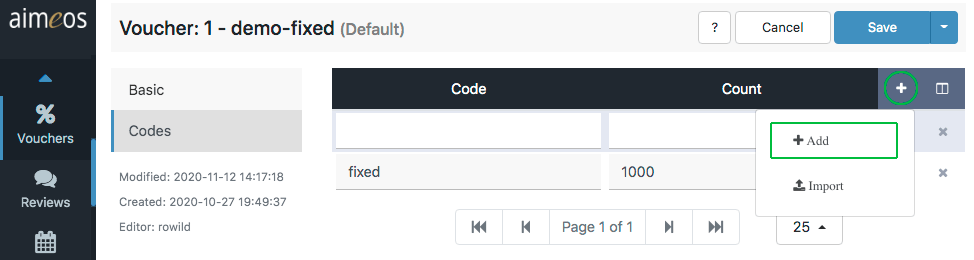 aimeos
Voucher: 1 - demo-fixed (Default)
?
Cancel
Save
Vouchers
Reviews
Basic
Codes
Modified: 2020-11-12 14:17:18
Created: 2020-10-27 19:49:37
Editor: rowild
Code
Count
Add
fixed
1000
Import
Page 1 of 1
25